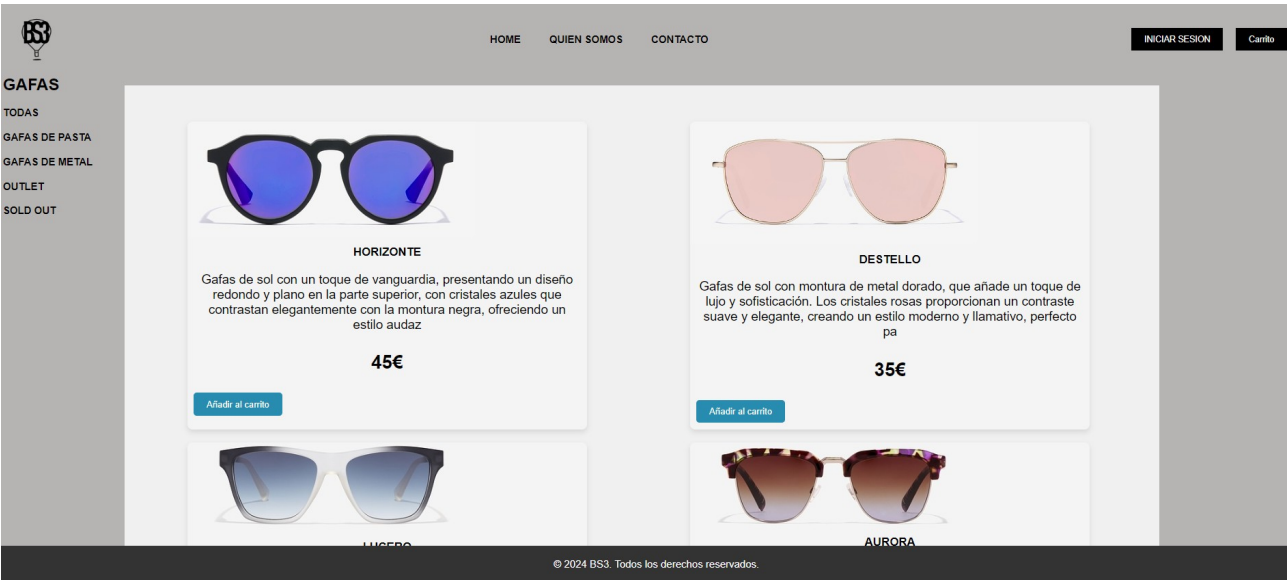 BS3
HOME QUIEN SOMOS CONTACTO
INICIAR SESION Carrito
GAFAS
TODAS
GAFAS DE PASTA
GAFAS DE METAL
OUTLET
SOLD OUT
HORIZONTE
Gafas de sol con un toque de vanguardia, presentando un diseño
redondo y plano en la parte superior, con cristales azules que
contrastan elegantemente con la montura negra, ofreciendo un
estilo audaz
45€
Añadir al carrito
DESTELLO
Gafas de sol con montura de metal dorado, que añade un toque de
lujo y sofisticación. Los cristales rosas proporcionan un contraste
suave y elegante, creando un estilo moderno y llamativo, perfecto
pa
35€
Añadir al carrito
LUCERO
AURORA
© 2024 BS3. Todos los derechos reservados.